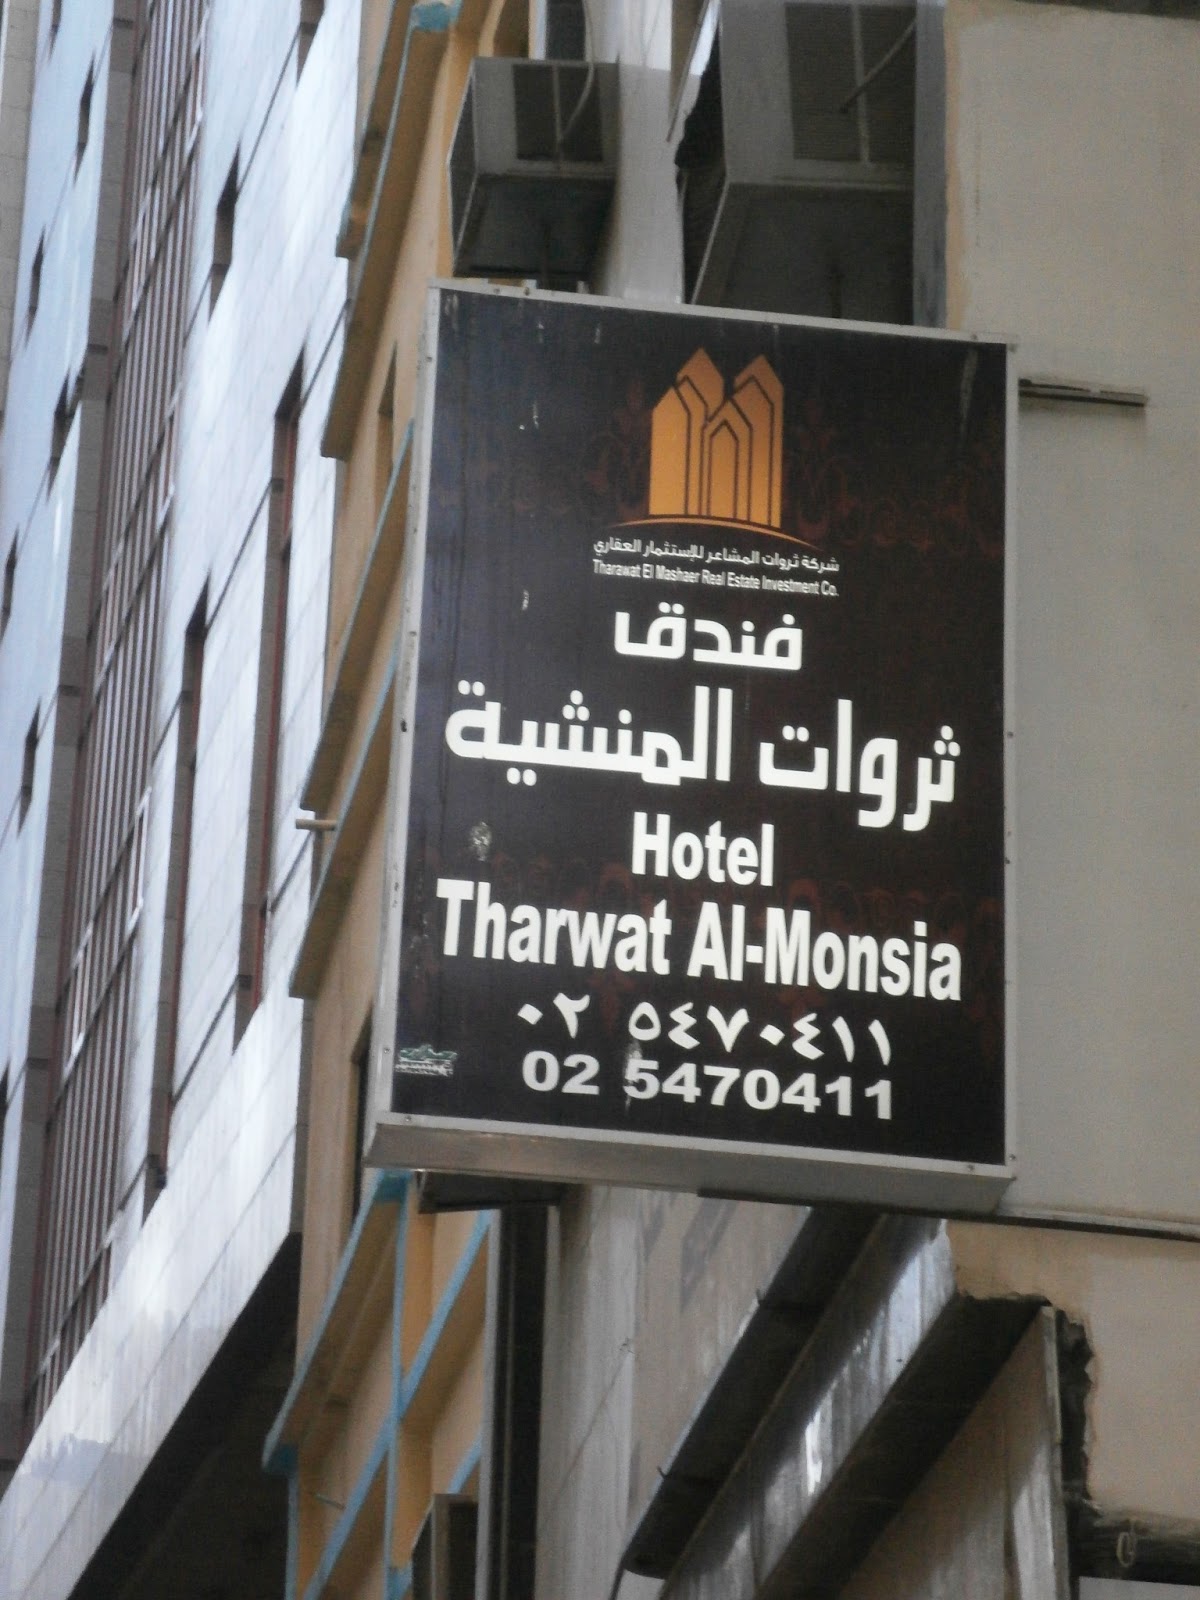 شركة ثروات المشاعر للإستثمار العقاري
Tharawat El Mashaer Real Estate Investment Co.
فندق
ثروات المنشية
Hotel
Tharwat Al-Monsia
٠٢ ٥٤٧٠٤١١
02 5470411